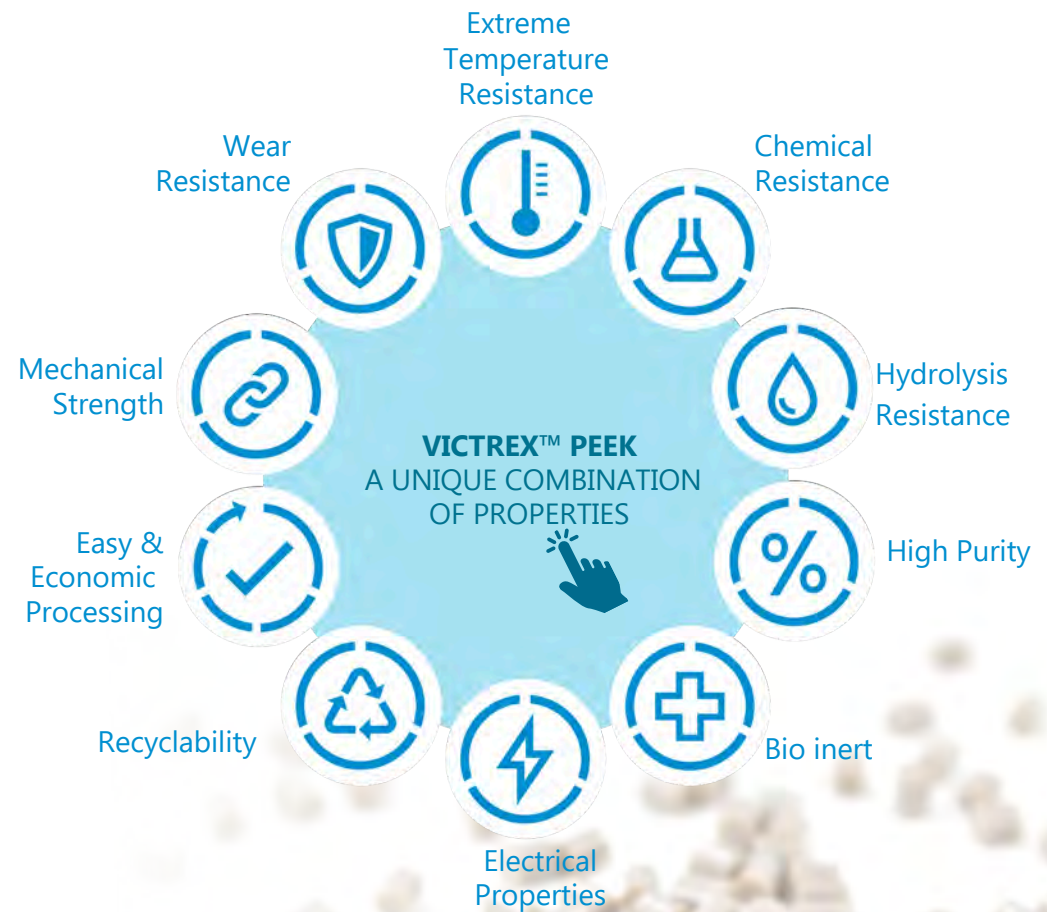 Extreme
Temperature
Resistance
Chemical
Resistance
Hydrolysis
Resistance
High Purity
Bio inert
Electrical
Properties
Recyclability
Easy &
Economic
Processing
Mechanical
Strength
Wear
Resistance
VICTREX™ PEEK
A UNIQUE COMBINATION
OF PROPERTIES
%